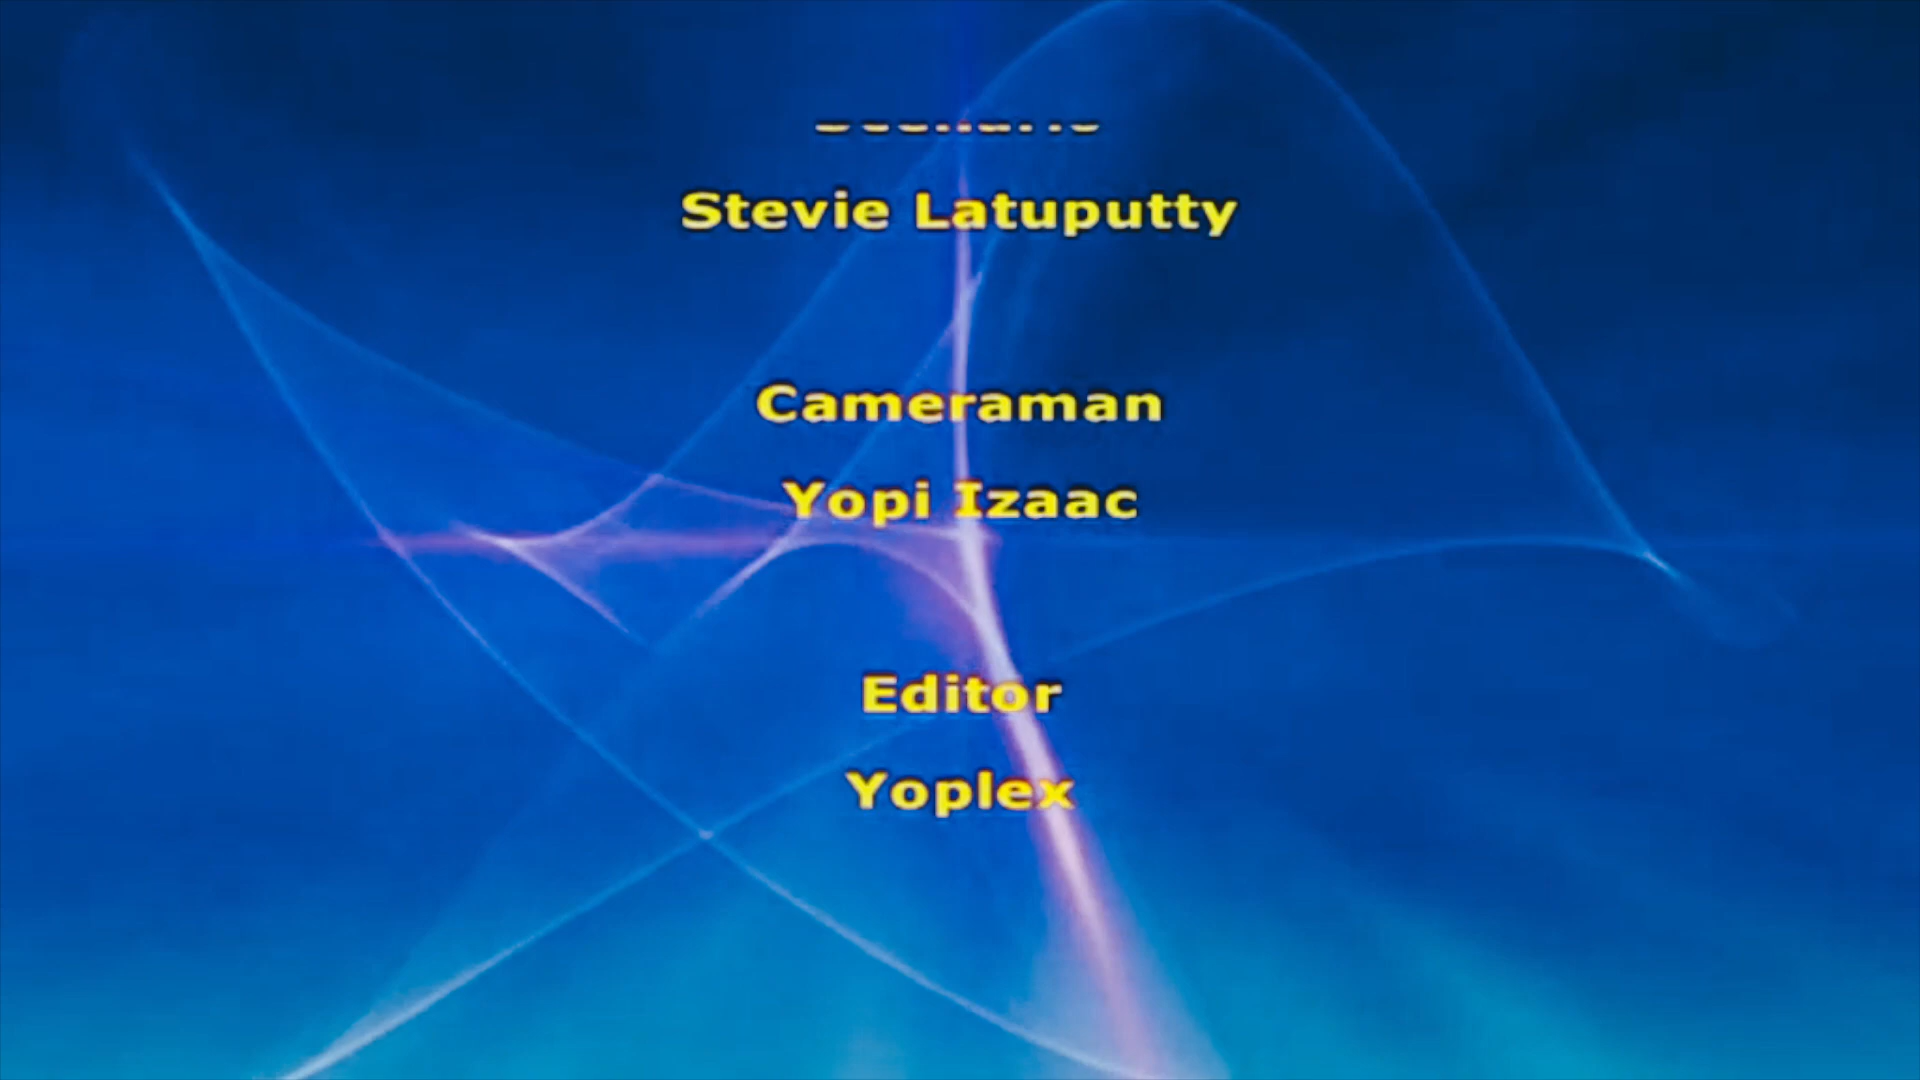 Stevie Latuputty
Cameraman
Yopi Izaac
Editor
Yoplex